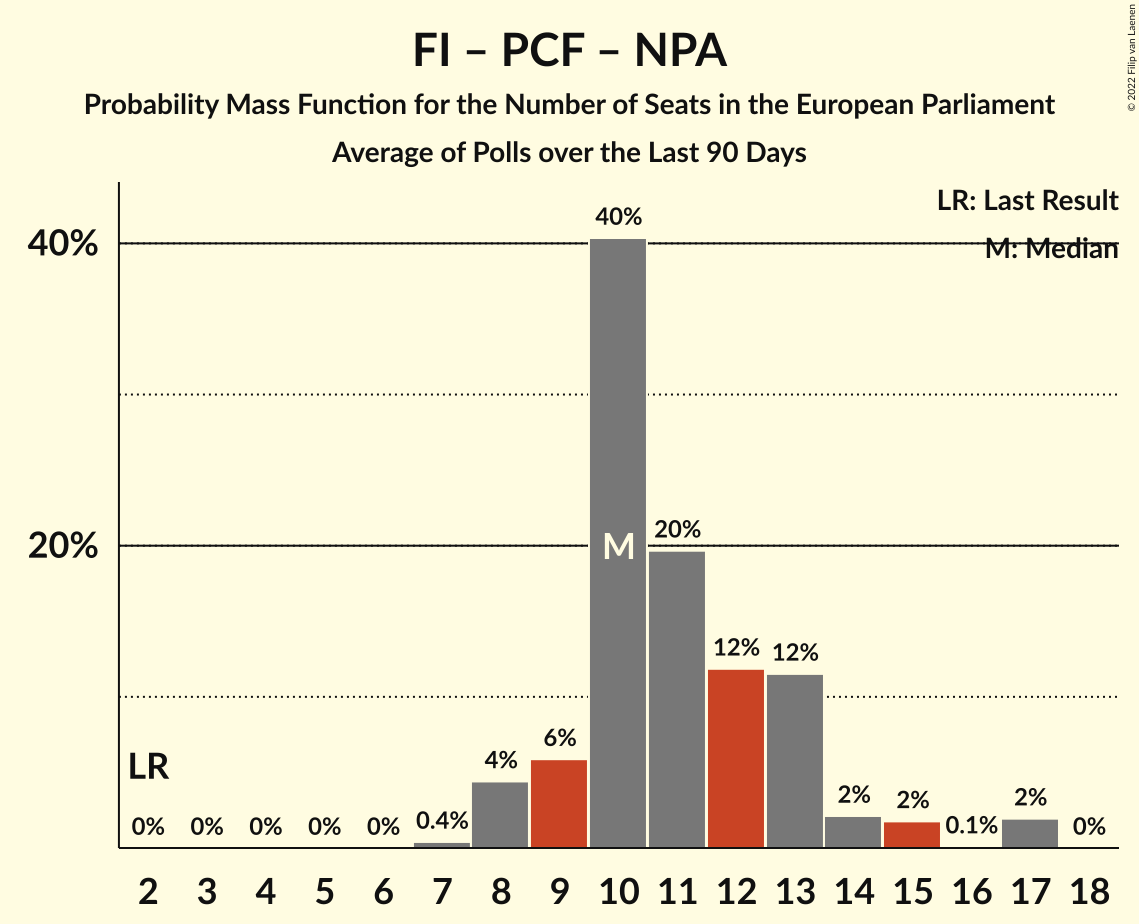 FI – PCF – NPA
Probability Mass Function for the Number of Seats in the European Parliament
Average of Polls over the Last 90 Days
© 2022 Filip van Laenen
LR: Last Result
M: Median
40%
20%
40%
M
20%
12%
12%
6%
4%
2%
2%
2%
LR
0%
0%
0%
0%
0%
0.4%
0.1%
0%
2 3 4 5 6 7 8 9 10 11 12 13 14 15 16 17 18